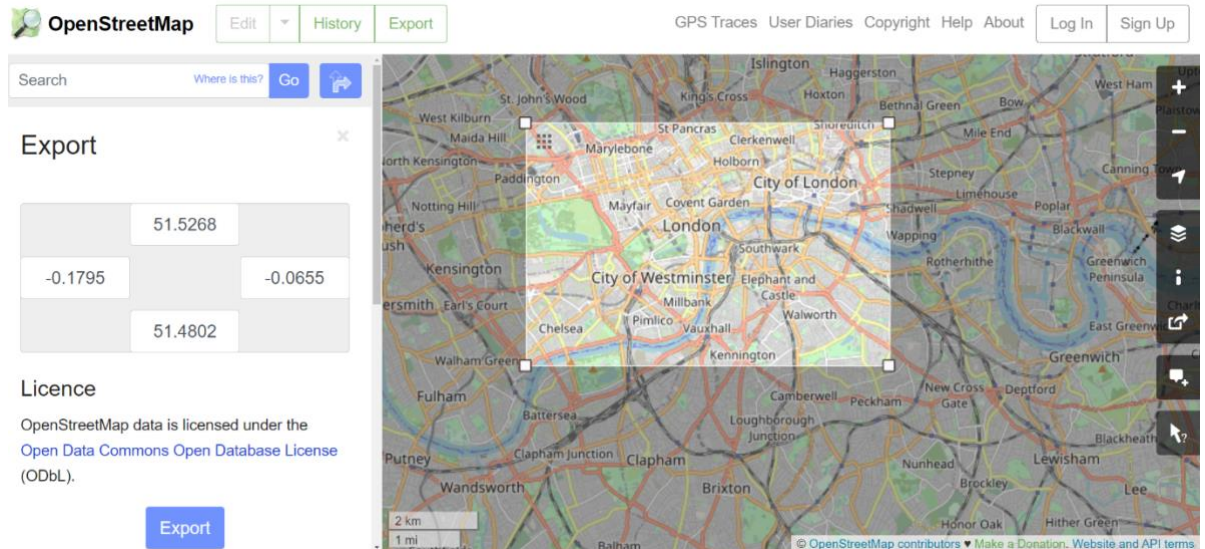 OpenStreetMap Edit History Export GPS Traces User Diaries Copyright Help About Log In Sign Up
Search Where is this? Go
Export ×
51.5268
-0.1795 -0.0655
51.4802
Licence
OpenStreetMap data is licensed under the
Open Data Commons Open Database License
(ODbL).
Export
Islington
Haggerston
St. John's Wood
King's Cross
Hoxton
Bethnal Green
Bow
West Ham
West Kilburn
Maida Hill
St Pancras
Clerkenwell
Shoreditch
Mile End
Plaistow
Marylebone
Holborn
North Kensington
Paddington
City of London
Stepney
Canning
Limehouse
Notting Hill
Mayfair
Covent Garden
Shadwell
Poplar
London
Wapping
Blackwall
Southwark
Rotherhithe
Greenwich
Peninsula
Kensington
City of Westminster
Elephant and
Castle
Millbank
Earl's Court
Walworth
Chelsea
Pimlico
Vauxhall
East Greenwich
Walham Green
Kennington
Greenwich
Fulham
Camberwell
Peckham
New Cross
Gate
Deptford
Battersea
Loughborough
Junction
Blackheath
Putney
Clapham Junction
Clapham
Nunhead
Lewisham
Wandsworth
Brixton
Brockley
Lee
2 km
1 mi
Honor Oak
Hither Green
Balham
© OpenStreetMap contributors ♥ Make a Donation. Website and API terms